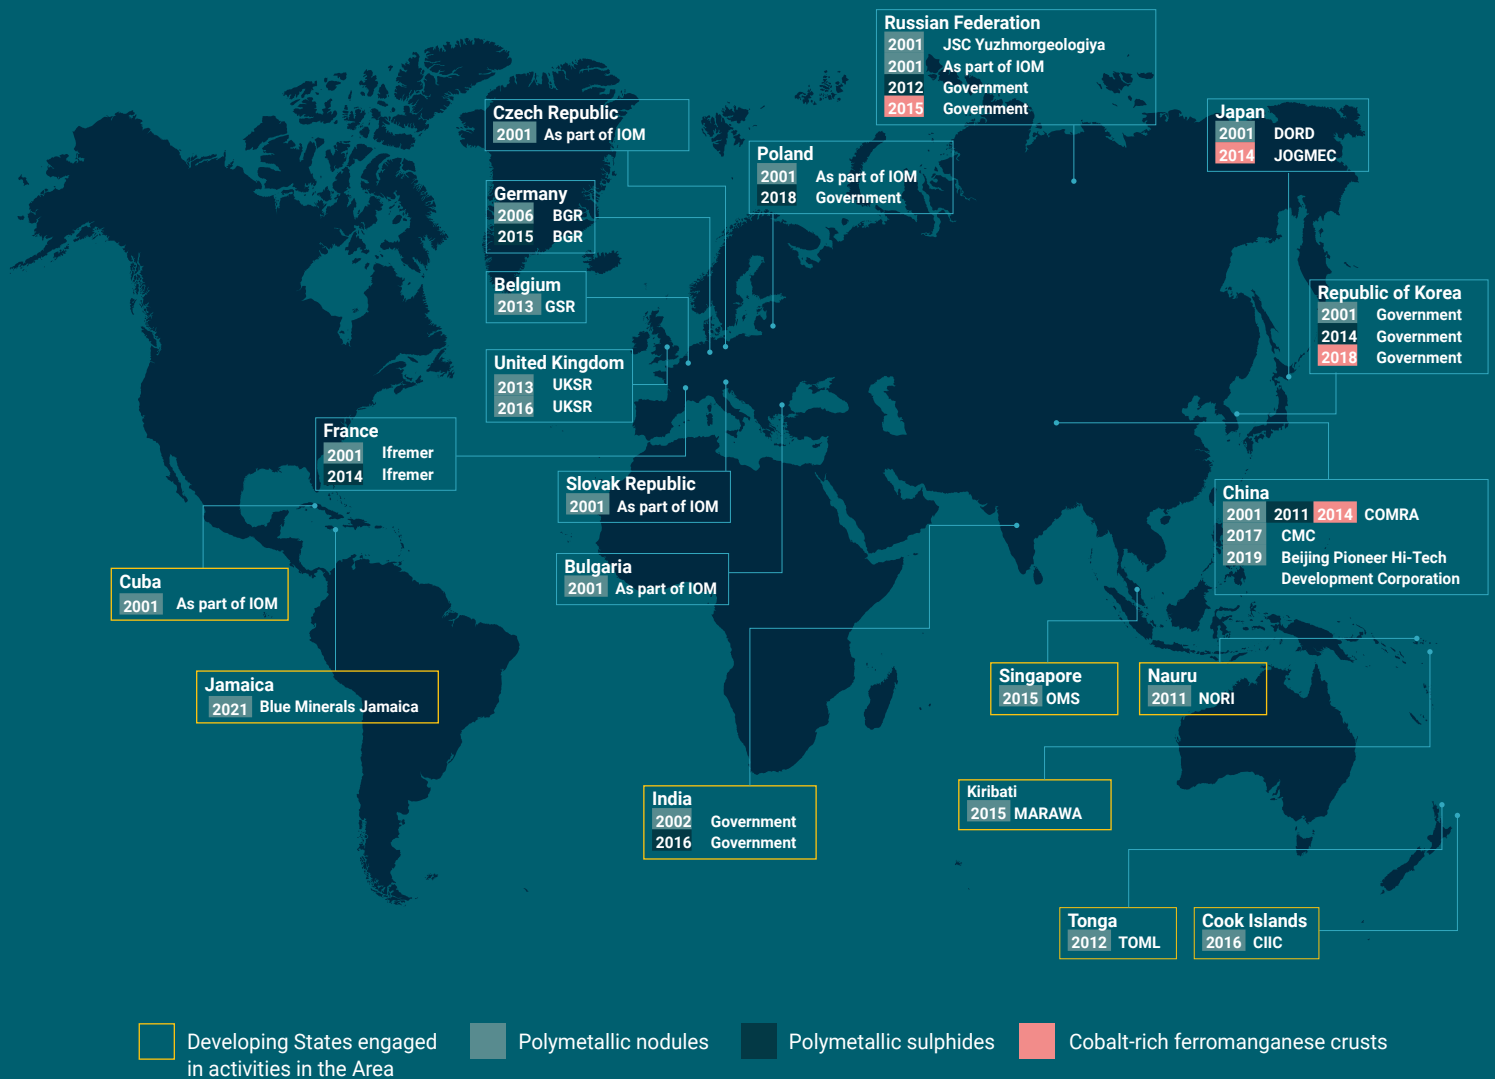 Russian Federation
2001 JSC Yuzhmorgeologiya
2001 As part of IOM
2012 Government
2015 Government
Czech Republic
2001 As part of IOM
Japan
2001 DORD
2014 JOGMEC
Poland
2001 As part of IOM
2018 Government
Germany
2006 BGR
2015 BGR
Belgium
2013 GSR
Republic of Korea
2001 Government
2014 Government
2018 Government
United Kingdom
2013 UKSR
2016 UKSR
France
2001 Ifremer
2014 Ifremer
Slovak Republic
2001 As part of IOM
China
2001 2011 2014 COMRA
2017 CMC
2019 Beijing Pioneer Hi-Tech
Development Corporation
Bulgaria
2001 As part of IOM
Cuba
2001 As part of IOM
Jamaica
2021 Blue Minerals Jamaica
Singapore
2015 OMS
Nauru
2011 NORI
India
2002 Government
2016 Government
Kiribati
2015 MARAWA
Tonga
2012 TOML
Cook Islands
2016 CIIC
Developing States engaged
in activities in the Area
Polymetallic nodules
Polymetallic sulphides
Cobalt-rich ferromanganese crusts